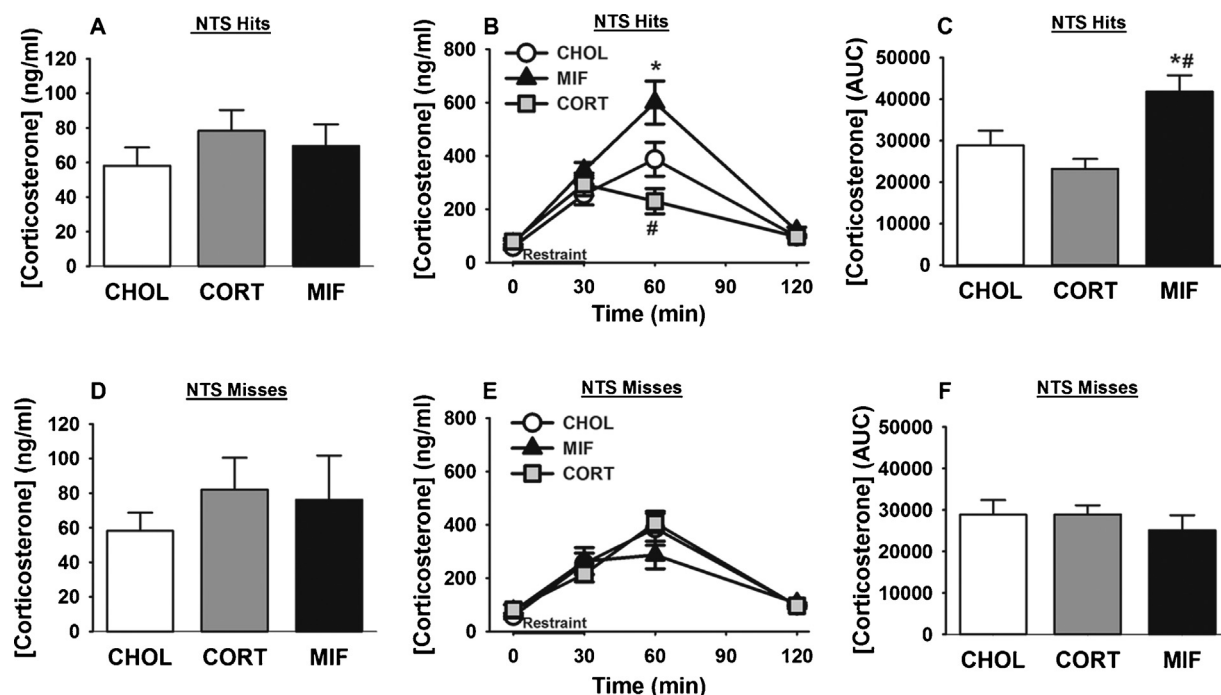 A
NTS Hits
[Corticosterone] (ng/ml)
120
100
80
60
40
20
0
CHOL CORT MIF
B
NTS Hits
[Corticosterone] (ng/ml)
800
600
400
200
0
CHOL
MIF
CORT
*
#
Restraint
0 30 60 90 120
Time (min)
C
NTS Hits
[Corticosterone] (AUC)
50000
40000
30000
20000
10000
0
*#
CHOL CORT MIF
D
NTS Misses
[Corticosterone] (ng/ml)
120
100
80
60
40
20
0
CHOL CORT MIF
E
NTS Misses
[Corticosterone] (ng/ml)
800
600
400
200
0
CHOL
MIF
CORT
Restraint
0 30 60 90 120
Time (min)
F
NTS Misses
[Corticosterone] (AUC)
50000
40000
30000
20000
10000
0
CHOL CORT MIF